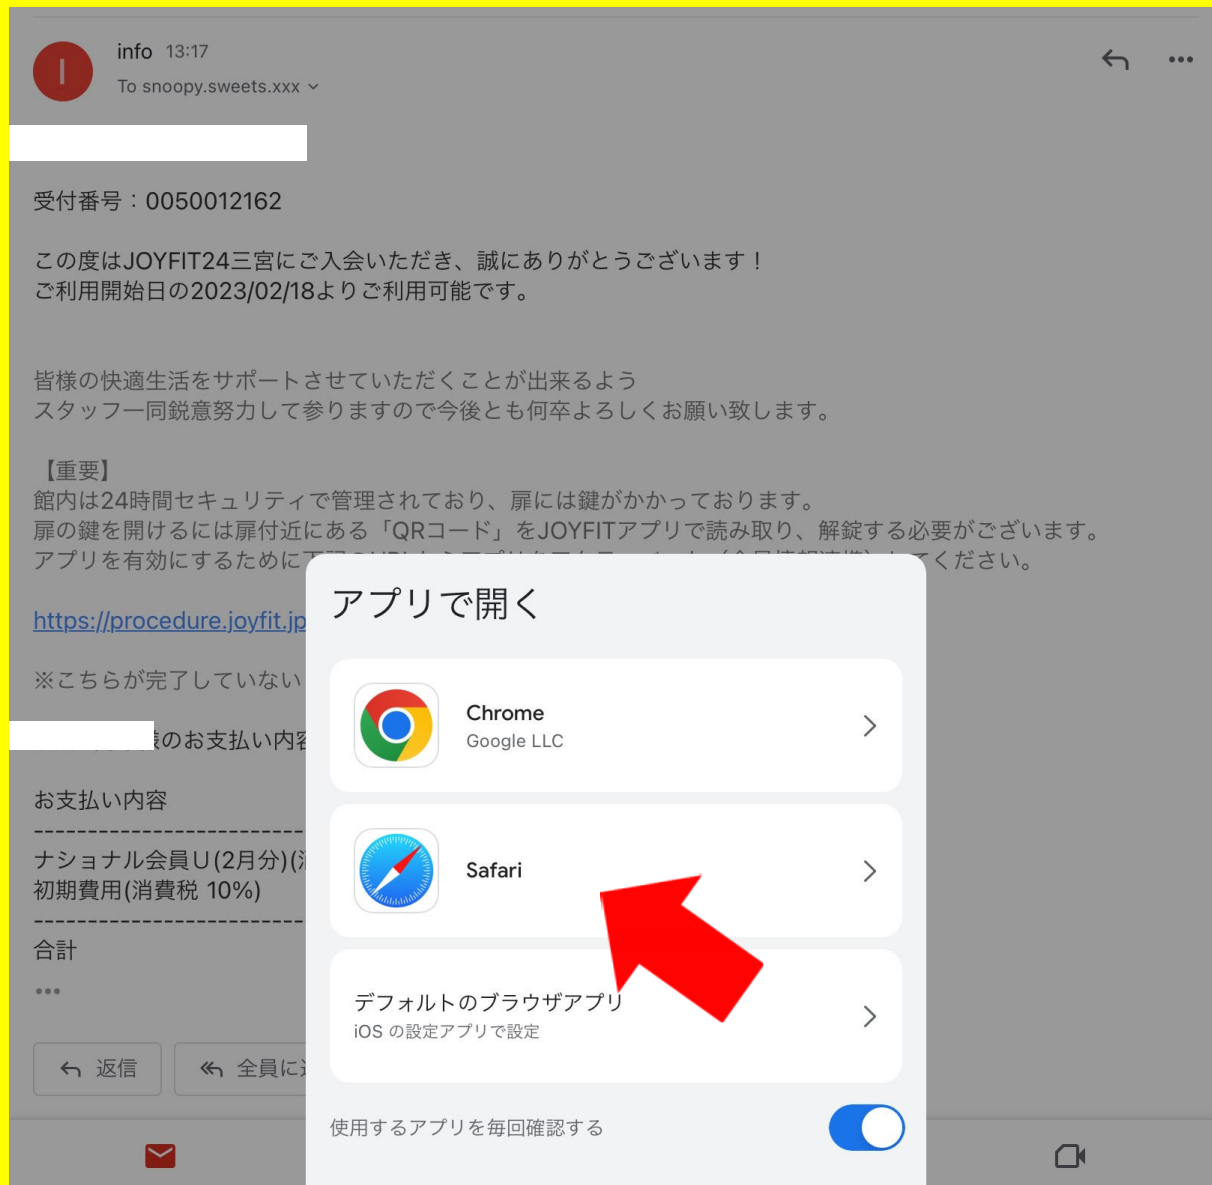 I
info 13:17
To snoopy.sweets.xxx
受付番号：0050012162
この度はJOYFIT24三宮にご入会いただき、誠にありがとうございます！
ご利用開始日の2023/02/18よりご利用可能です。
皆様の快適生活をサポートさせていただくことが出来るよう
スタッフ一同鋭意努力して参りますので今後とも何卒よろしくお願い致します。
【重要】
館内は24時間セキュリティで管理されており、扉には鍵がかかっております。
扉の鍵を開けるには扉付近にある「QRコード」をJOYFITアプリで読み取り、解錠する必要がございます。
アプリを有効にするために てください。
https://procedure.joyfit.jp
※こちらが完了していない
様のお支払い内容
お支払い内容
------------------------
ナショナル会員U(2月分)(
初期費用(消費税 10%)
------------------------
合計
返信
全員に
アプリで開く
Chrome
Google LLC
Safari
デフォルトのブラウザアプリ
iOS の設定アプリで設定
使用するアプリを毎回確認する